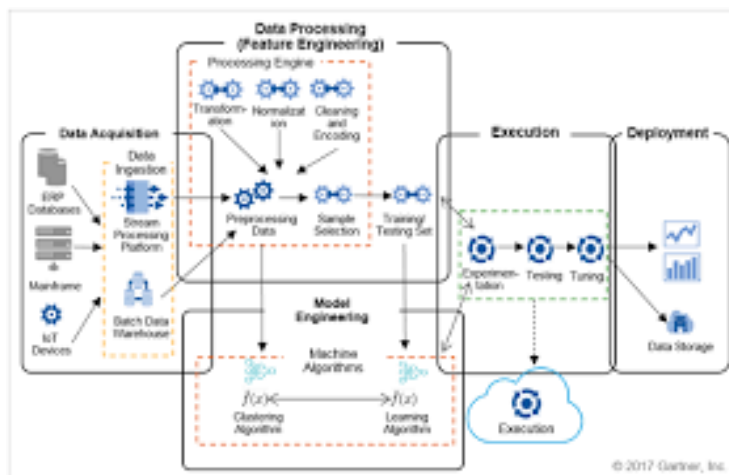 Data Processing
(Feature Engineering)
Processing Engine
Transform-
ation
Normalizat
ion
Cleaning
and
Encoding
Data Acquisition
Data
Ingestion
ERP
Databases
Stream
Processing
Platform
Mainframe
IoT
Devices
Batch Data
Warehouse
Preprocessing
Data
Sample
Selection
Training/
Testing Set
Execution
Experimen-
tation
Testing
Tuning
Deployment
Data Storage
Model
Engineering
Machine
Algorithms
f(x)
f(x)
Clustering
Algorithm
Learning
Algorithm
Execution
© 2017 Gartner, Inc.